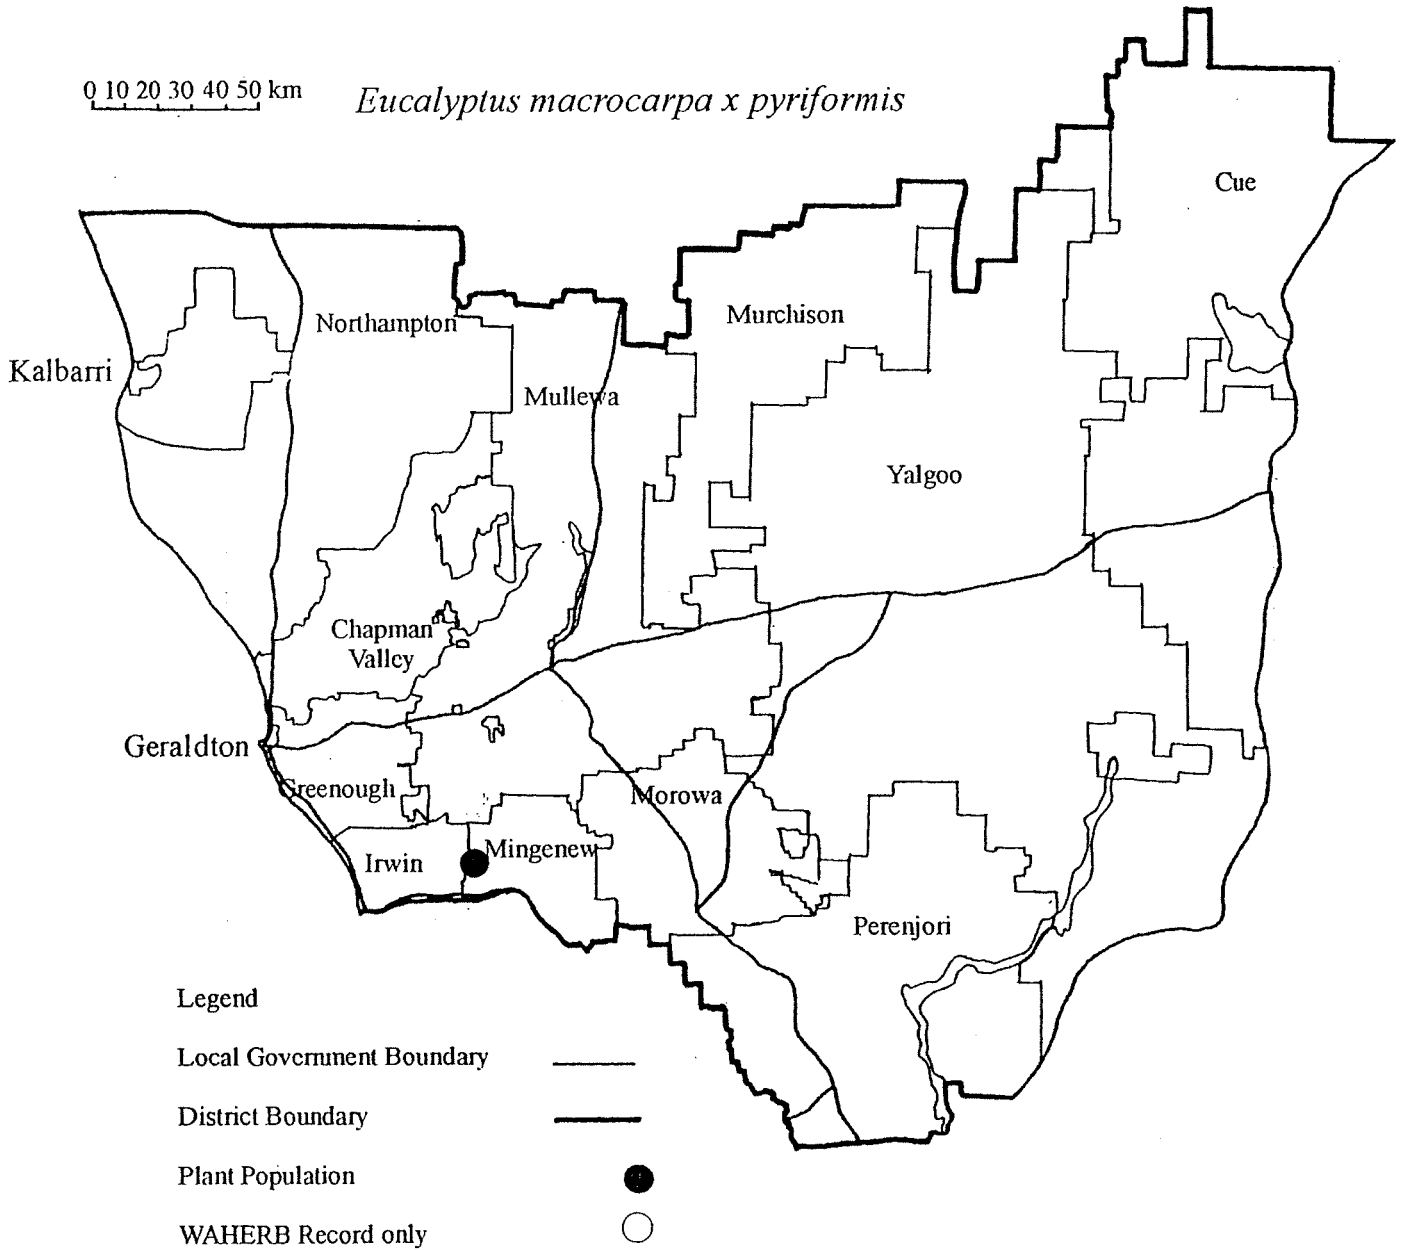 0 10 20 30 40 50 km
Eucalyptus macrocarpa x pyriformis
Cue
Northampton
Murchison
Kalbarri
Mullewa
Yalgoo
Chapman
Valley
Geraldton
Greenough
Morowa
Irwin
Mingenew
Perenjori
Legend
Local Government Boundary
District Boundary
Plant Population
WAHERB Record only